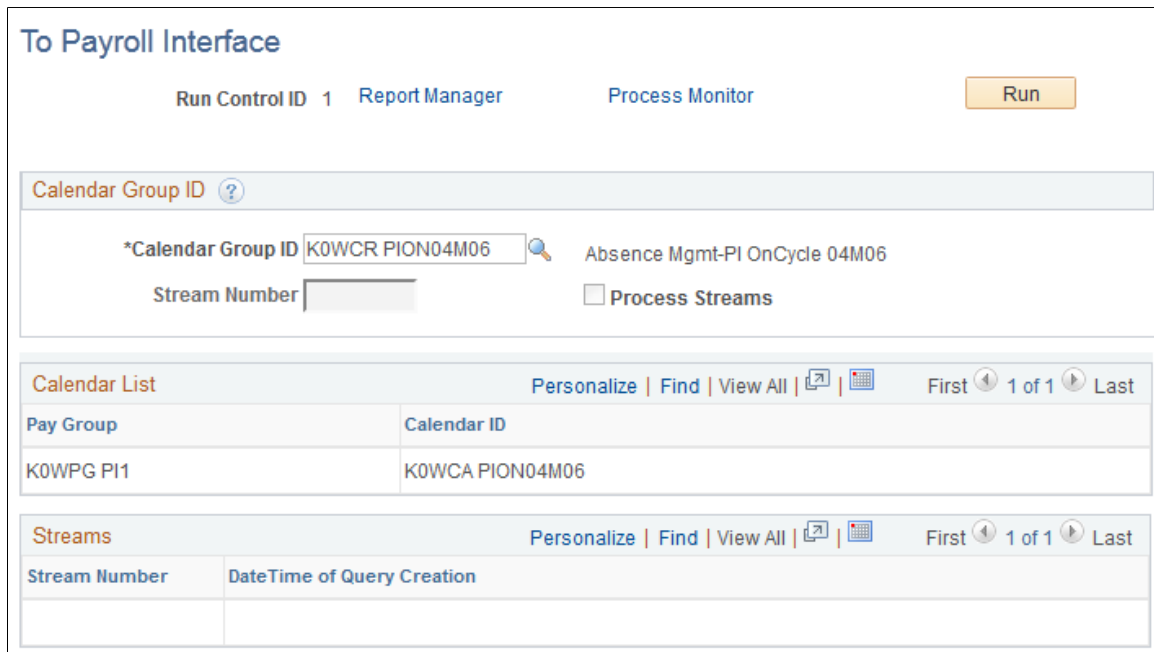 To Payroll Interface
Run Control ID 1 Report Manager Process Monitor Run
Calendar Group ID ?
*Calendar Group ID K0WCR PION04M06 Absence Mgmt-PI OnCycle 04M06
Stream Number Process Streams
Calendar List Personalize | Find | View All | | First 1 of 1 Last
Pay Group Calendar ID
K0WPG PI1 K0WCA PION04M06
Streams Personalize | Find | View All | | First 1 of 1 Last
Stream Number DateTime of Query Creation